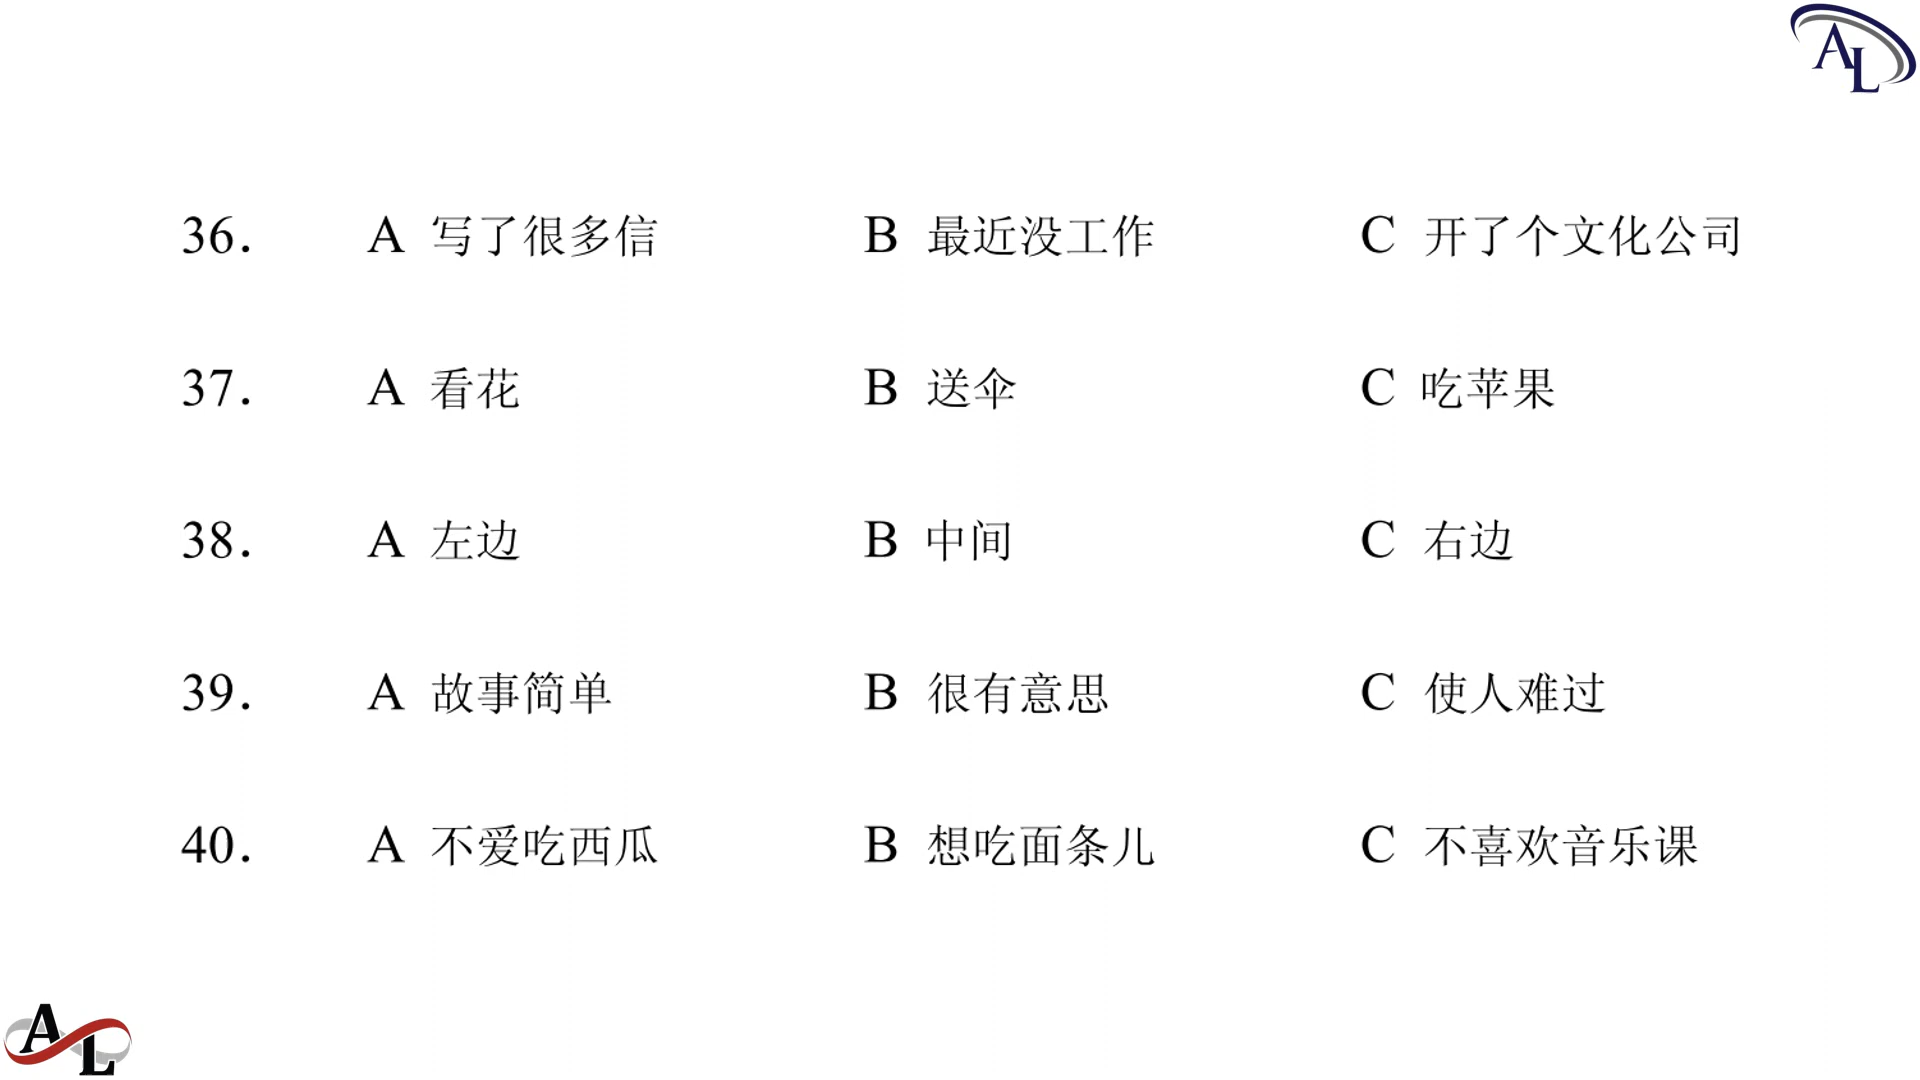 AL
36. A 写了很多信 B 最近没工作 C 开了个文化公司
37. A 看花 B 送伞 C 吃苹果
38. A 左边 B 中间 C 右边
39. A 故事简单 B 很有意思 C 使人难过
40. A 不爱吃西瓜 B 想吃面条儿 C 不喜欢音乐课
AL